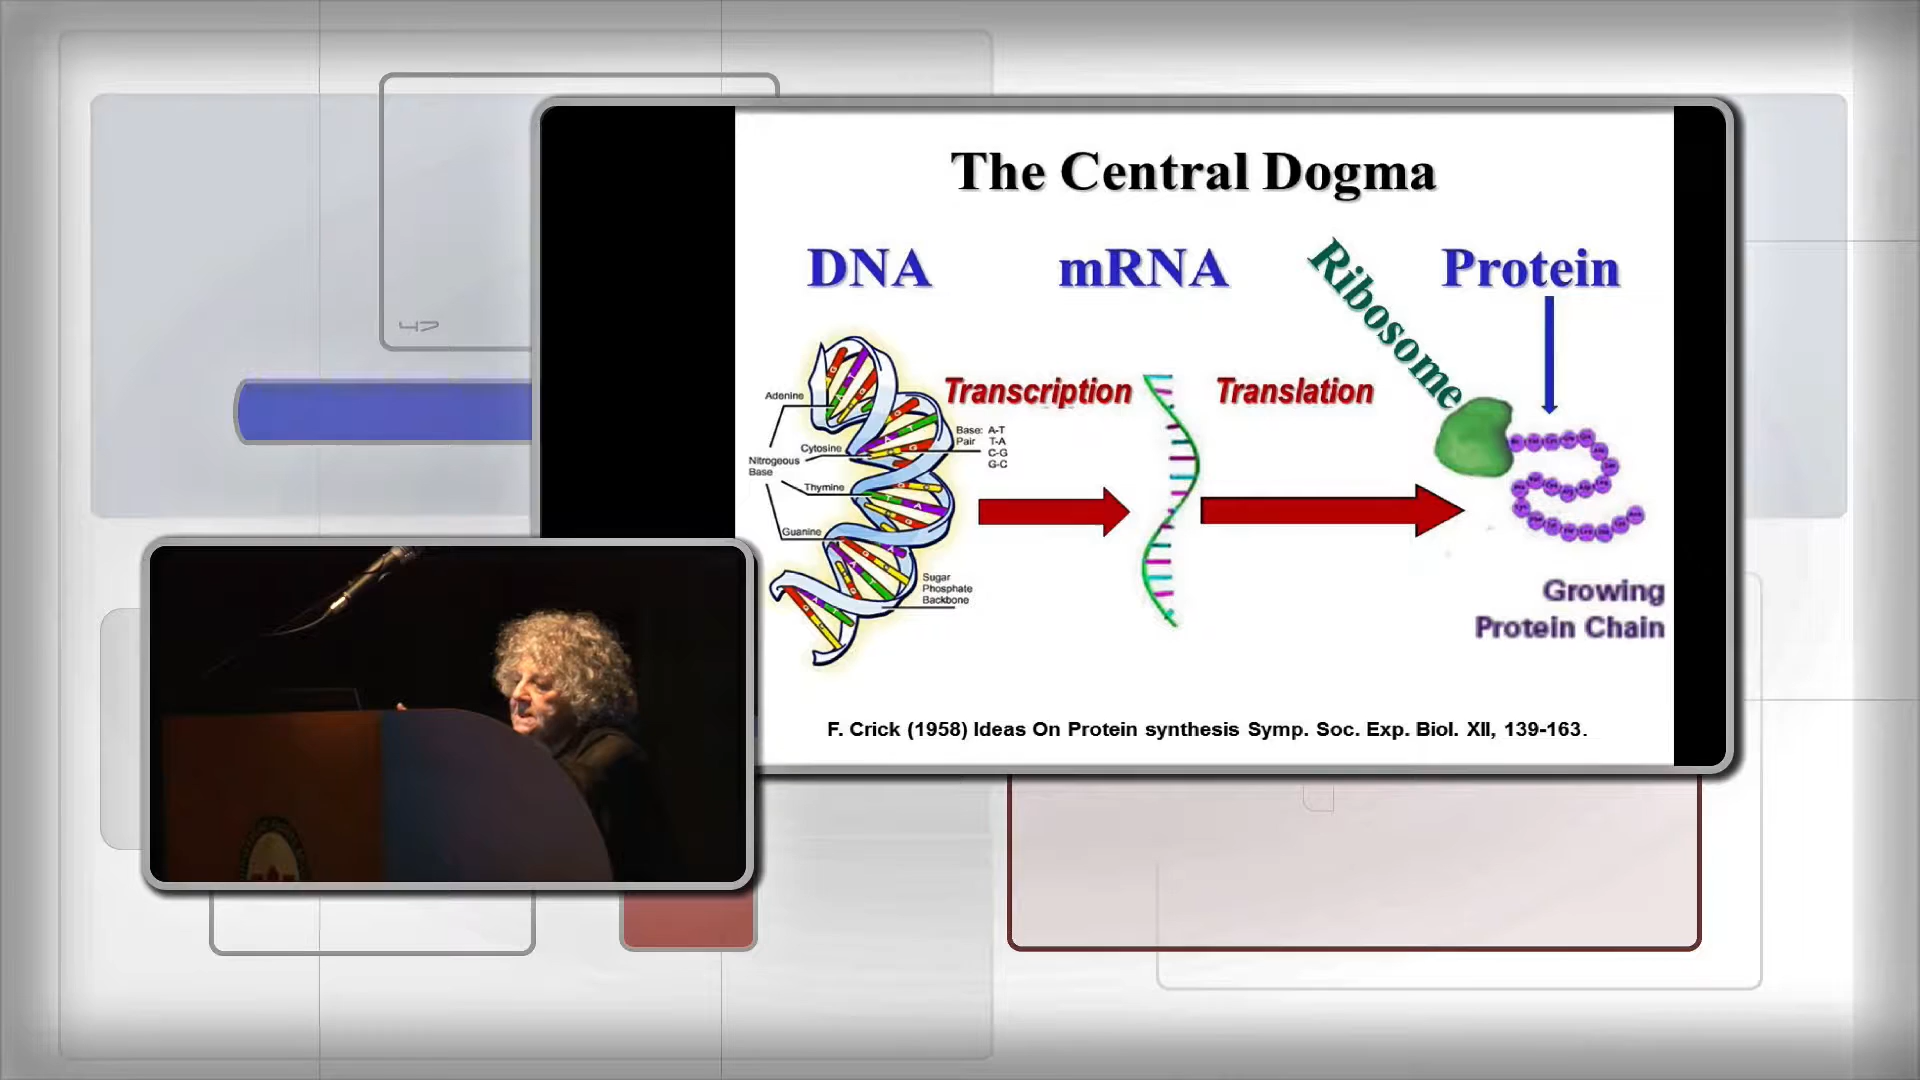 The Central Dogma
DNA
mRNA
Ribosome
Protein
Transcription
Translation
Adenine
Cytosine
Nitrogeous
Base
Thymine
Guanine
Base: A-T
Pair T-A
C-G
G-C
Sugar
Phosphate
Backbone
Growing
Protein Chain
F. Crick (1958) Ideas On Protein synthesis Symp. Soc. Exp. Biol. XII, 139-163.
47